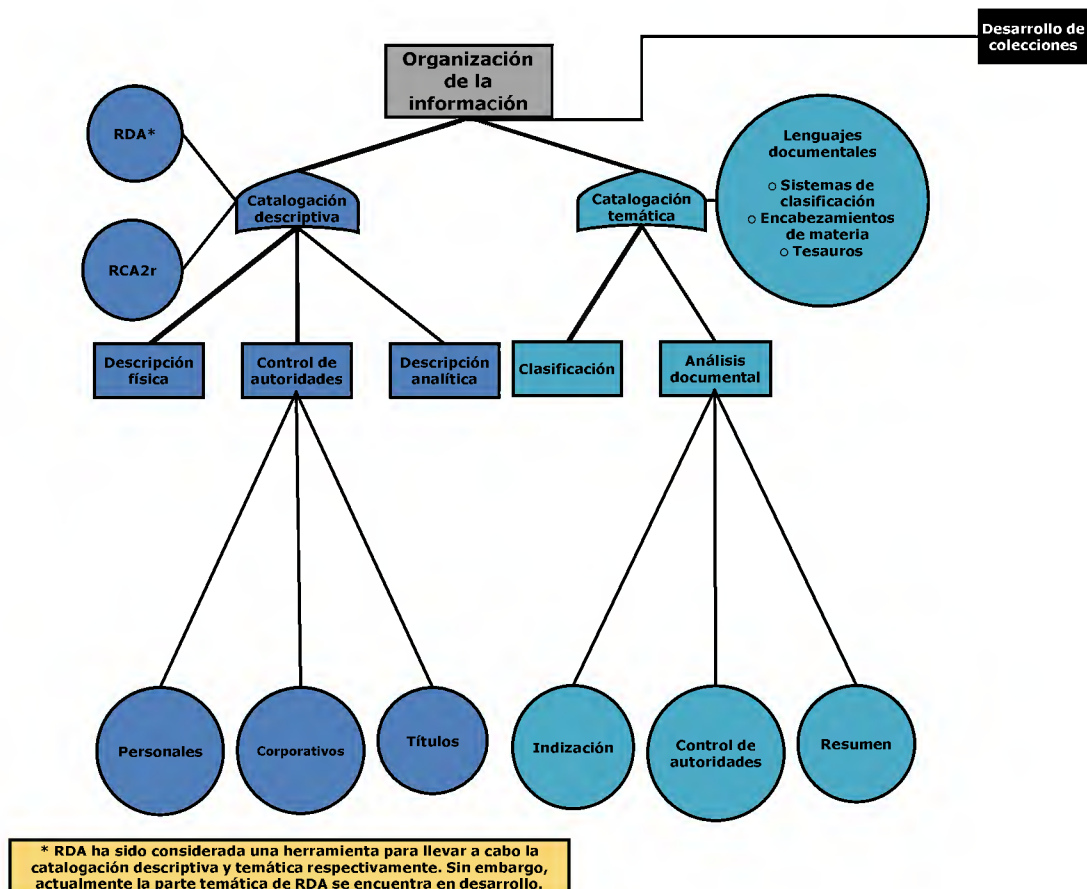 Desarrollo de
colecciones
Organización
de la
información
RDA*
RCA2r
Catalogación
descriptiva
Catalogación
temática
Lenguajes
documentales
○ Sistemas de
clasificación
○ Encabezamientos
de materia
○ Tesauros
Descripción
física
Control de
autoridades
Descripción
analítica
Clasificación
Análisis
documental
Personales
Corporativos
Títulos
Indización
Control de
autoridades
Resumen
* RDA ha sido considerada una herramienta para llevar a cabo la
catalogación descriptiva y temática respectivamente. Sin embargo,
actualmente la parte temática de RDA se encuentra en desarrollo.